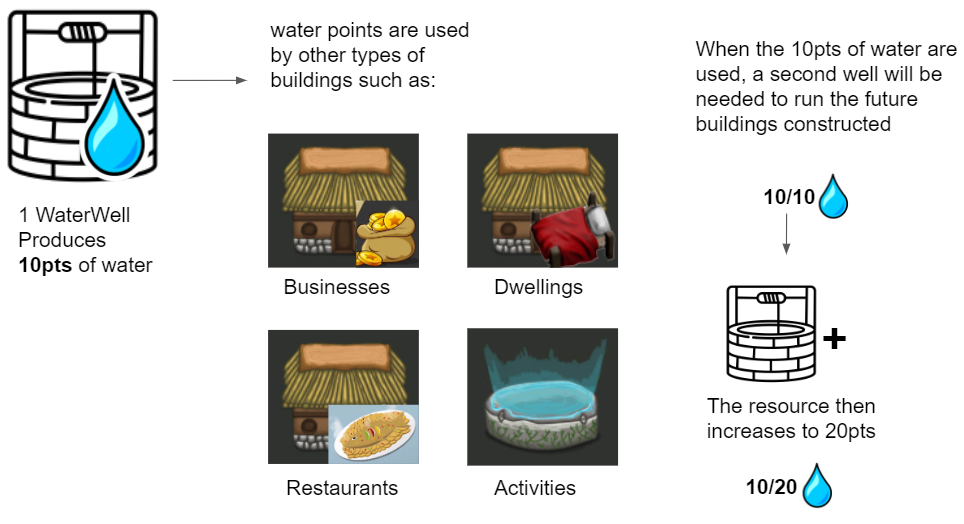 1 WaterWell
Produces
10pts of water
water points are used
by other types of
buildings such as:
Businesses
Dwellings
Restaurants
Activities
When the 10pts of water are
used, a second well will be
needed to run the future
buildings constructed
10/10
+
The resource then
increases to 20pts
10/20